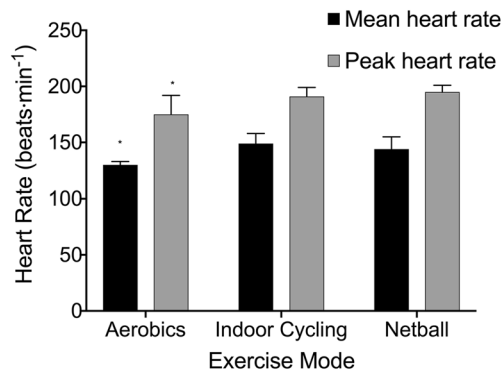 Mean heart rate
Peak heart rate
250
200
150
100
50
0
Heart Rate (beats·min⁻¹)
*
*
Aerobics
Indoor Cycling
Netball
Exercise Mode